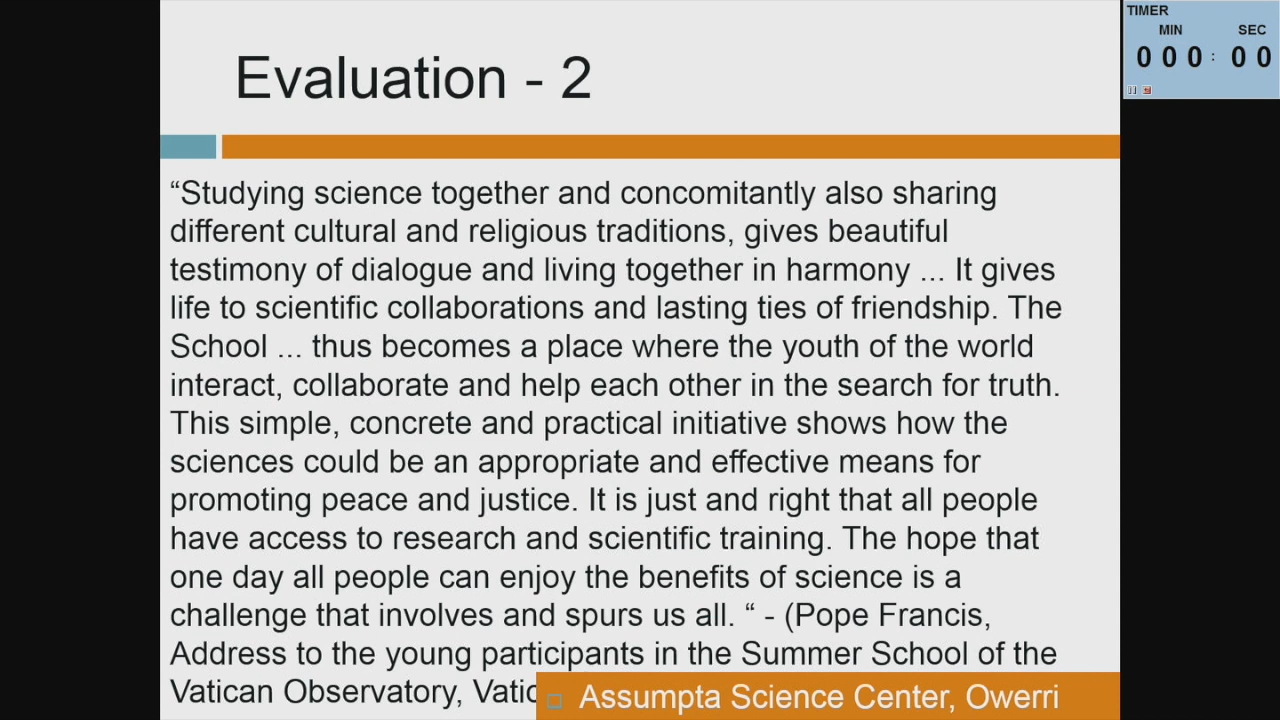 Evaluation - 2
“Studying science together and concomitantly also sharing
different cultural and religious traditions, gives beautiful
testimony of dialogue and living together in harmony ... It gives
life to scientific collaborations and lasting ties of friendship. The
School ... thus becomes a place where the youth of the world
interact, collaborate and help each other in the search for truth.
This simple, concrete and practical initiative shows how the
sciences could be an appropriate and effective means for
promoting peace and justice. It is just and right that all people
have access to research and scientific training. The hope that
one day all people can enjoy the benefits of science is a
challenge that involves and spurs us all. “ - (Pope Francis,
Address to the young participants in the Summer School of the
Vatican Observatory,
Assumpta Science Center, Owerri
TIMER
MIN SEC
000:00